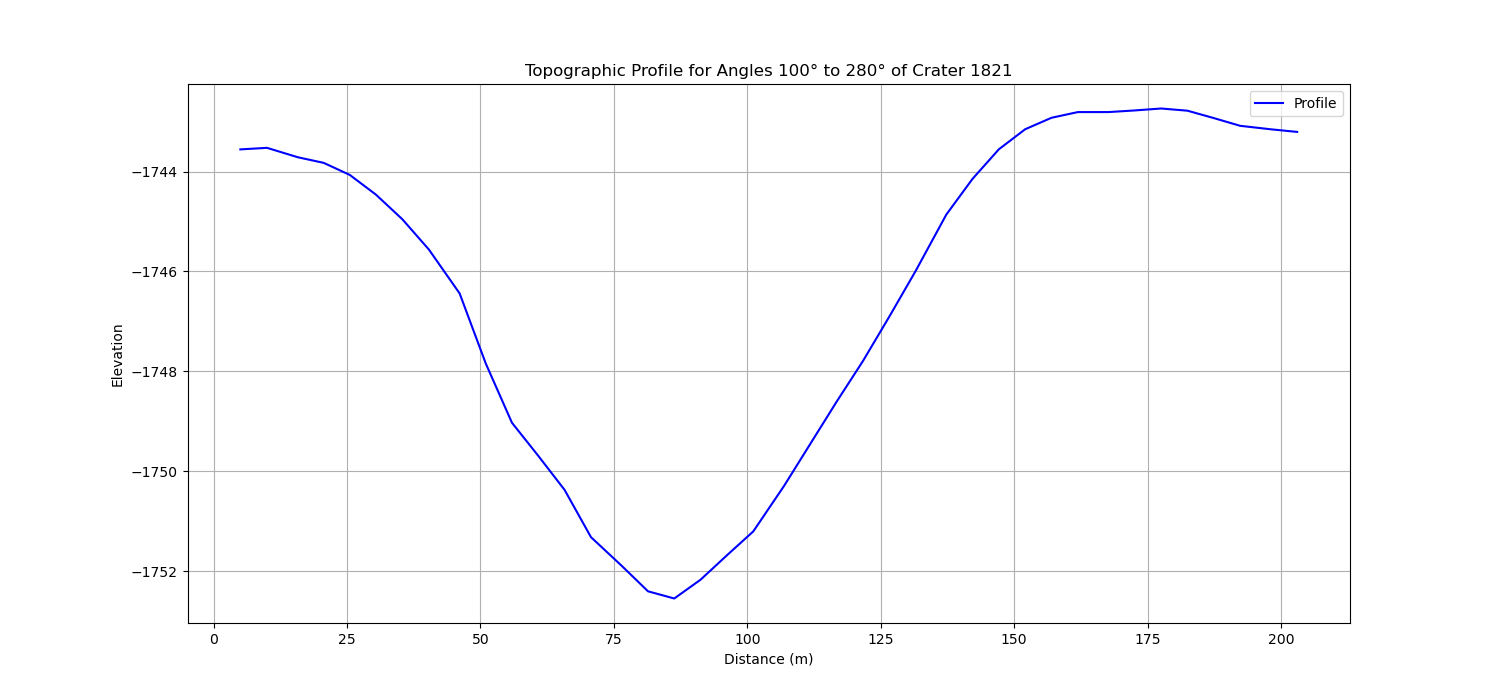 Topographic Profile for Angles 100° to 280° of Crater 1821
Profile
Elevation
−1744
−1746
−1748
−1750
−1752
0 25 50 75 100 125 150 175 200
Distance (m)